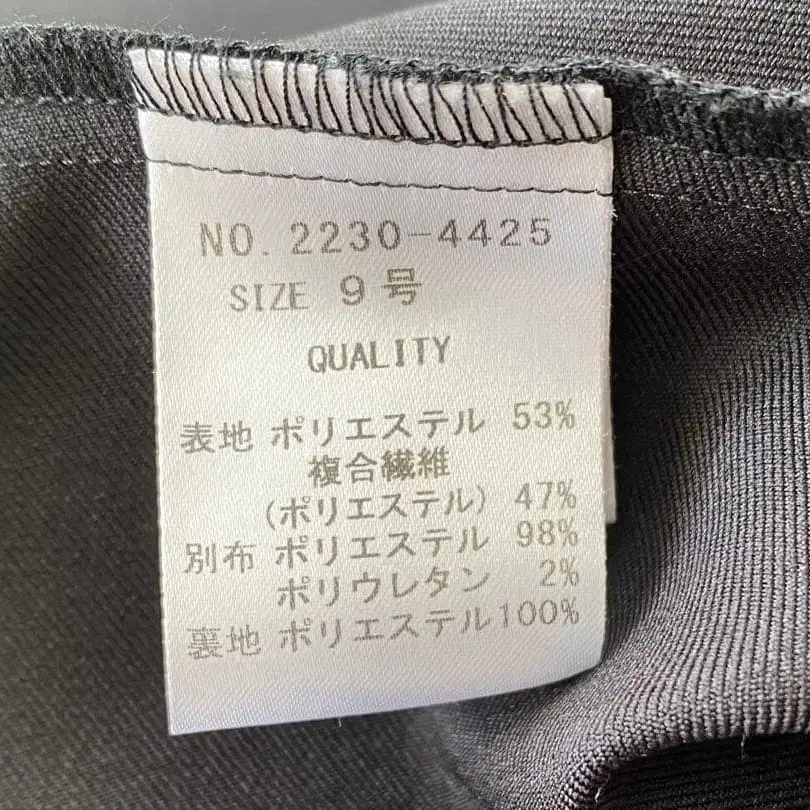 NO. 2230-4425
SIZE 9号
QUALITY
表地 ポリエステル 53%
複合繊維
(ポリエステル) 47%
別布 ポリエステル 98%
ポリウレタン 2%
裏地 ポリエステル100%